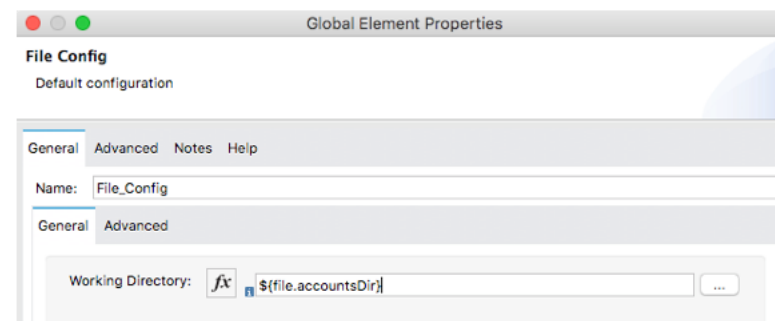 Global Element Properties
File Config
Default configuration
General Advanced Notes Help
Name: File_Config
General Advanced
Working Directory: fx ${file.accountsDir} ...